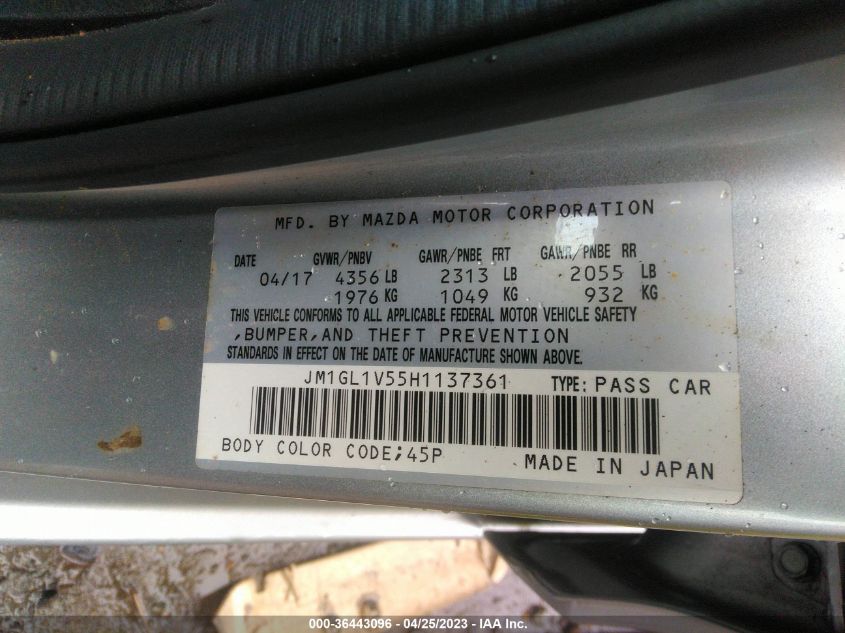 MFD. BY MAZDA MOTOR CORPORATION
DATE GVWR/PNBV GAWR/PNBE FRT GAWR/PNBE RR
04/17 4356 LB 2313 LB 2055 LB
1976 KG 1049 KG 932 KG
THIS VEHICLE CONFORMS TO ALL APPLICABLE FEDERAL MOTOR VEHICLE SAFETY
,BUMPER,AND THEFT PREVENTION
STANDARDS IN EFFECT ON THE DATE OF MANUFACTURE SHOWN ABOVE.
JM1GL1V55H1137361 TYPE: PASS CAR
BODY COLOR CODE;45P MADE IN JAPAN
000-36443096 - 04/25/2023 - IAA Inc.